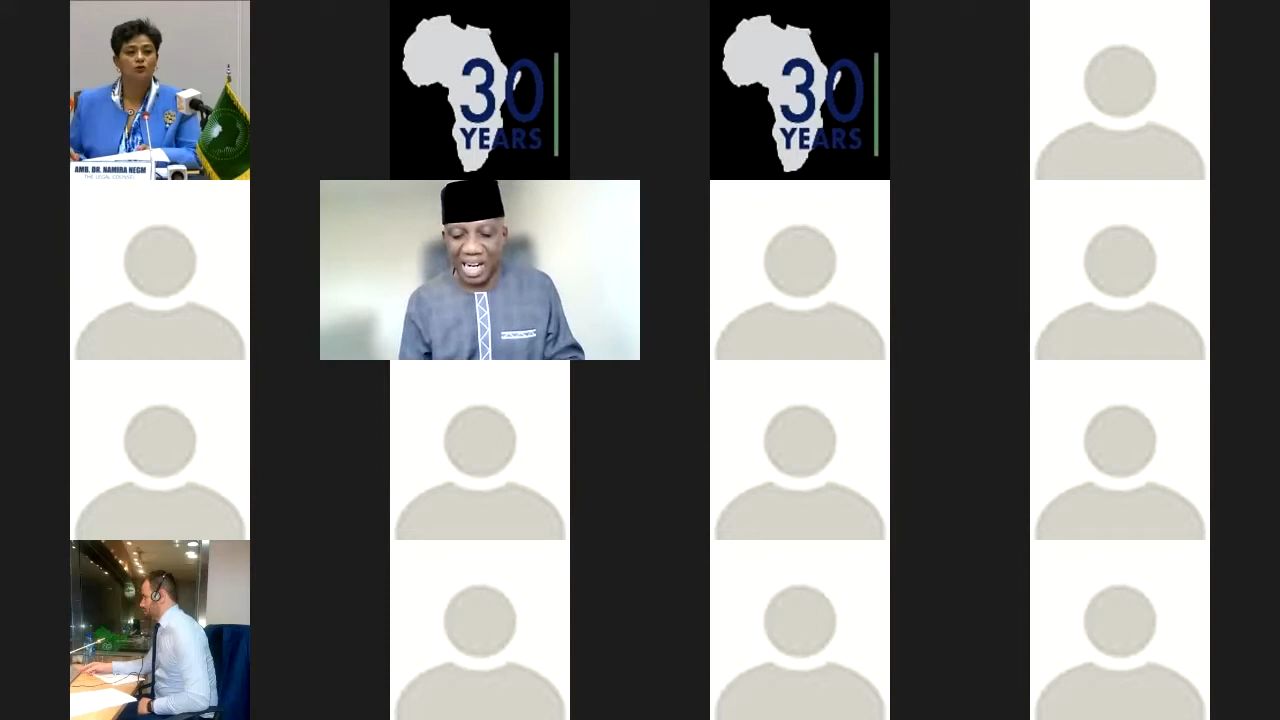 AMB. DR. NAMIRA NEGM
THE LEGAL COUNSEL
30
YEARS
30
YEARS